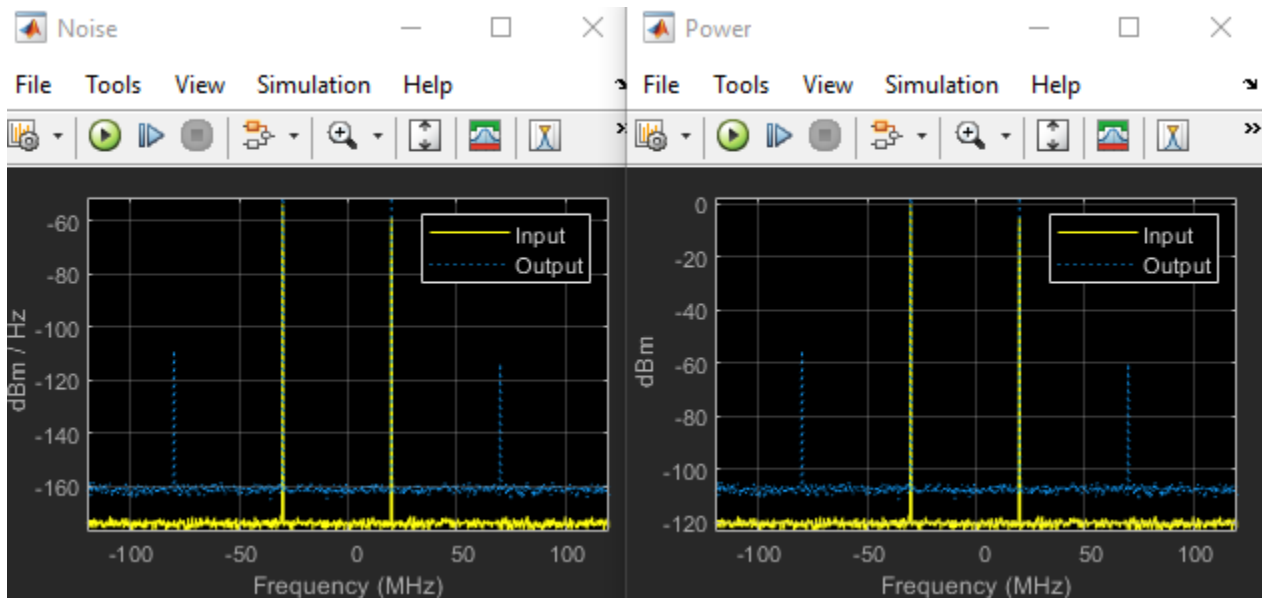 Noise
File Tools View Simulation Help
dBm / Hz
-60
-80
-100
-120
-140
-160
Input
Output
-100 -50 0 50 100
Frequency (MHz)
Power
File Tools View Simulation Help
dBm
0
-20
-40
-60
-80
-100
-120
Input
Output
-100 -50 0 50 100
Frequency (MHz)